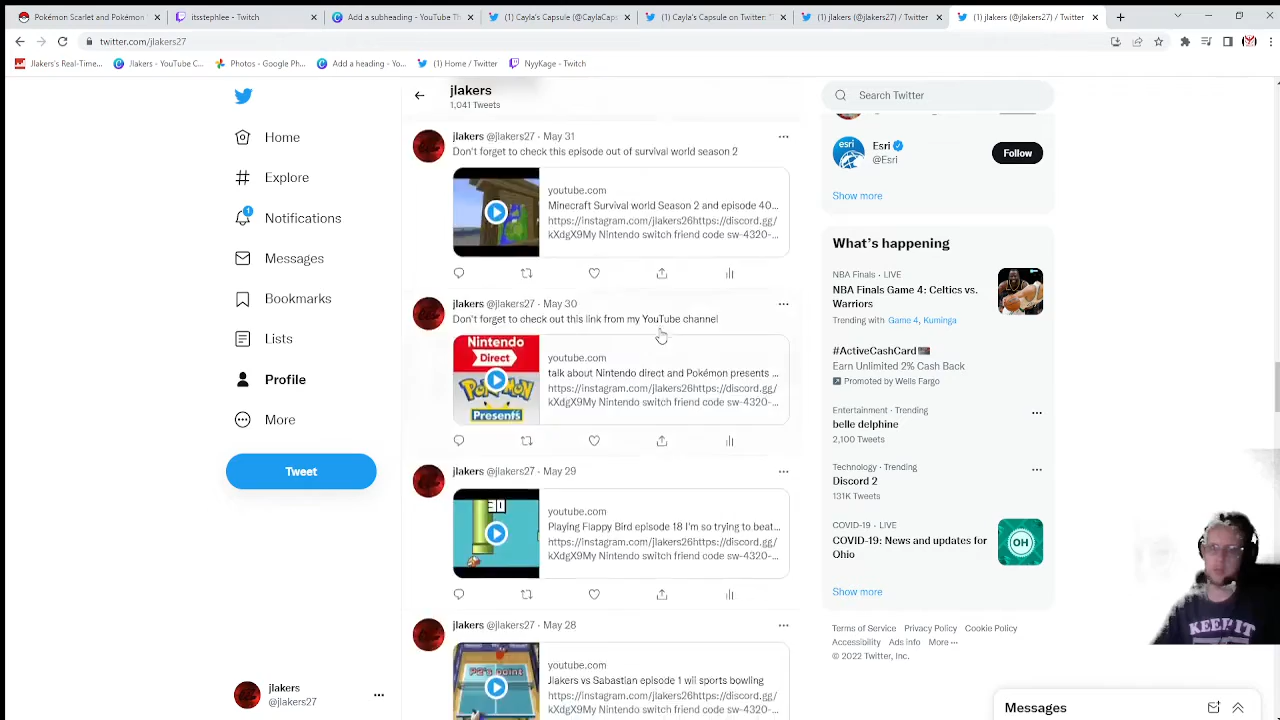 Pokémon Scarlet and Pokémon
itsstephlee - Twitch
Add a subheading - YouTube Th
(1) Cayla's Capsule (@CaylaCaps
(1) Cayla's Capsule on Twitter: "
(1) jlakers (@jlakers27) / Twitter
(1) jlakers (@jlakers27) / Twitter
twitter.com/jlakers27
Jlakers's Real-Time...
Jlakers - YouTube C...
Photos - Google Ph...
Add a heading - Yo...
(1) Home / Twitter
NyyKage - Twitch
jlakers
1,041 Tweets
Search Twitter
Home
Explore
1
Notifications
Messages
Bookmarks
Lists
Profile
More
Tweet
jlakers
@jlakers27
jlakers @jlakers27 · May 31
Don't forget to check this episode out of survival world season 2
youtube.com
Minecraft Survival world Season 2 and episode 40...
https://instagram.com/jlakers26https://discord.gg/
kXdgX9My Nintendo switch friend code sw-4320-...
jlakers @jlakers27 · May 30
Don't forget to check out this link from my YouTube channel
Nintendo
Direct
POKéMON
Presents
youtube.com
talk about Nintendo direct and Pokémon presents ...
https://instagram.com/jlakers26https://discord.gg/
kXdgX9My Nintendo switch friend code sw-4320-...
jlakers @jlakers27 · May 29
youtube.com
Playing Flappy Bird episode 18 I'm so trying to beat...
https://instagram.com/jlakers26https://discord.gg/
kXdgX9My Nintendo switch friend code sw-4320-...
jlakers @jlakers27 · May 28
P2's point
youtube.com
Jlakers vs Sabastian episode 1 wii sports bowling
https://instagram.com/jlakers26https://discord.gg/
kXdgX9My Nintendo switch friend code sw-4320-...
esri
Esri
@Esri
Follow
Show more
What's happening
NBA Finals · LIVE
NBA Finals Game 4: Celtics vs.
Warriors
Trending with Game 4, Kuminga
#ActiveCashCard
Earn Unlimited 2% Cash Back
Promoted by Wells Fargo
Entertainment · Trending
belle delphine
2,100 Tweets
Technology · Trending
Discord 2
131K Tweets
COVID-19 · LIVE
COVID-19: News and updates for
Ohio
OH
Show more
Terms of Service Privacy Policy Cookie Policy
Accessibility Ads info More ···
© 2022 Twitter, Inc.
KEEP IT
Messages